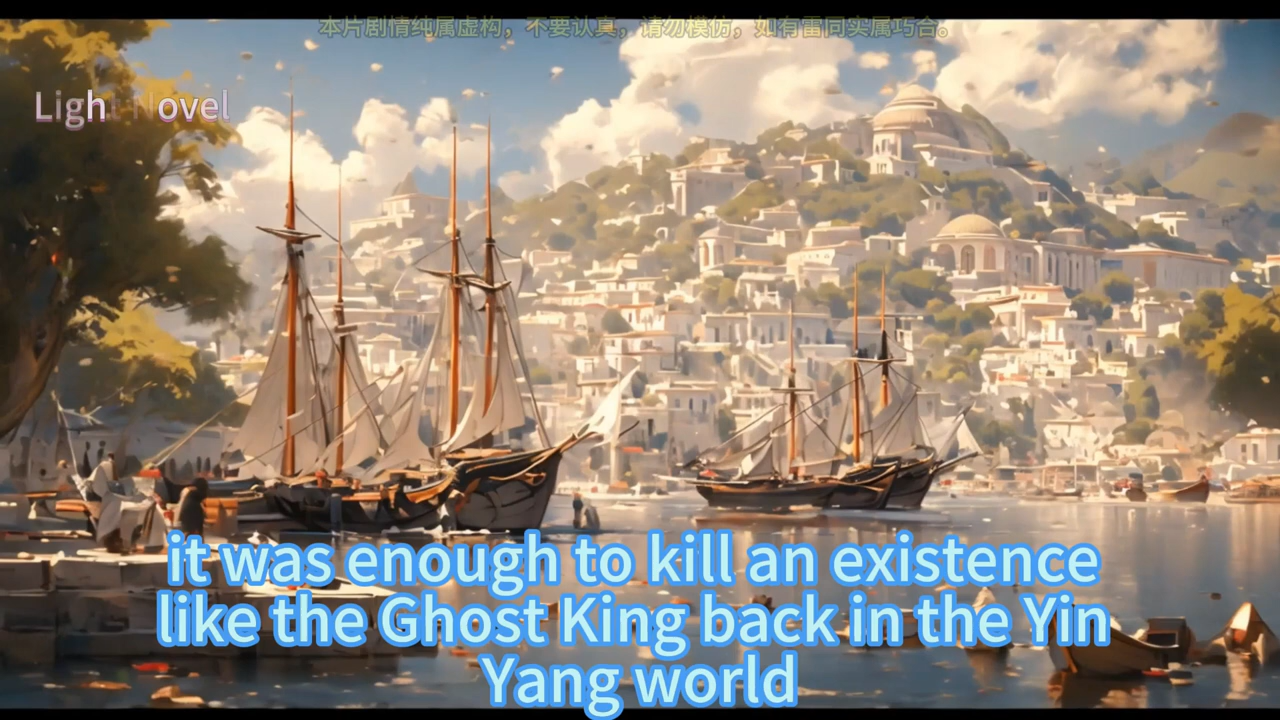 本片剧情纯属虚构，不要认真，请勿模仿，如有雷同实属巧合。
Light Novel
it was enough to kill an existence
like the Ghost King back in the Yin
Yang world